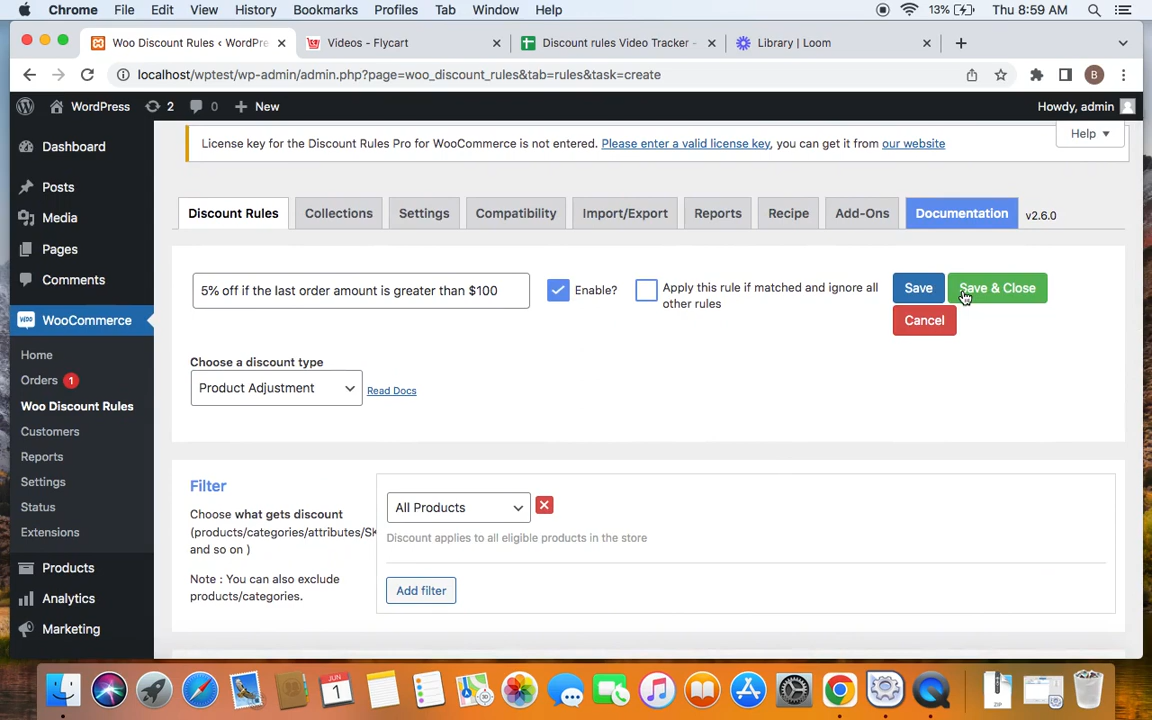 Chrome File Edit View History Bookmarks Profiles Tab Window Help 13% Thu 8:59 AM
Woo Discount Rules ‹ WordPre Videos - Flycart Discount rules Video Tracker - Library | Loom
localhost/wptest/wp-admin/admin.php?page=woo_discount_rules&tab=rules&task=create B
WordPress 2 0 New Howdy, admin
Help
License key for the Discount Rules Pro for WooCommerce is not entered. Please enter a valid license key, you can get it from our website
Dashboard
Posts
Media
Pages
Comments
WooCommerce
Home
Orders 1
Woo Discount Rules
Customers
Reports
Settings
Status
Extensions
Products
Analytics
Marketing
Discount Rules Collections Settings Compatibility Import/Export Reports Recipe Add-Ons Documentation v2.6.0
5% off if the last order amount is greater than $100 Enable? Apply this rule if matched and ignore all
other rules
Save Save & Close
Cancel
Choose a discount type
Product Adjustment Read Docs
Filter
Choose what gets discount
(products/categories/attributes/SK
and so on )
Note : You can also exclude
products/categories.
All Products
Discount applies to all eligible products in the store
Add filter
JUN
1
ZIP